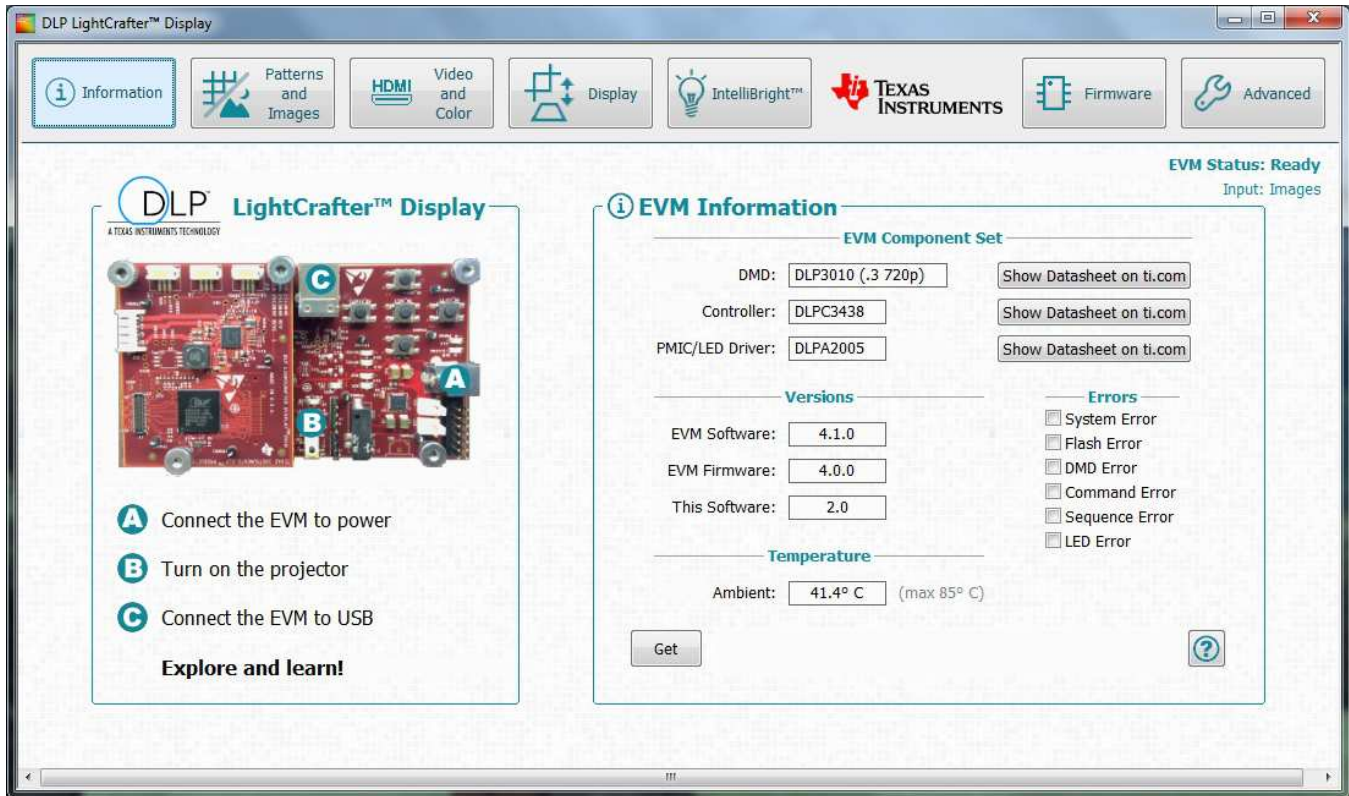 DLP LightCrafter™ Display
Information
Patterns
and
Images
HDMI
Video
and
Color
Display
IntelliBright™
TEXAS
INSTRUMENTS
Firmware
Advanced
EVM Status: Ready
Input: Images
DLP™
A TEXAS INSTRUMENTS TECHNOLOGY
LightCrafter™ Display
C
A
B
A Connect the EVM to power
B Turn on the projector
C Connect the EVM to USB
Explore and learn!
EVM Information
EVM Component Set
DMD: DLP3010 (.3 720p) Show Datasheet on ti.com
Controller: DLPC3438 Show Datasheet on ti.com
PMIC/LED Driver: DLPA2005 Show Datasheet on ti.com
Versions
EVM Software: 4.1.0
EVM Firmware: 4.0.0
This Software: 2.0
Errors
System Error
Flash Error
DMD Error
Command Error
Sequence Error
LED Error
Temperature
Ambient: 41.4° C (max 85° C)
Get
?